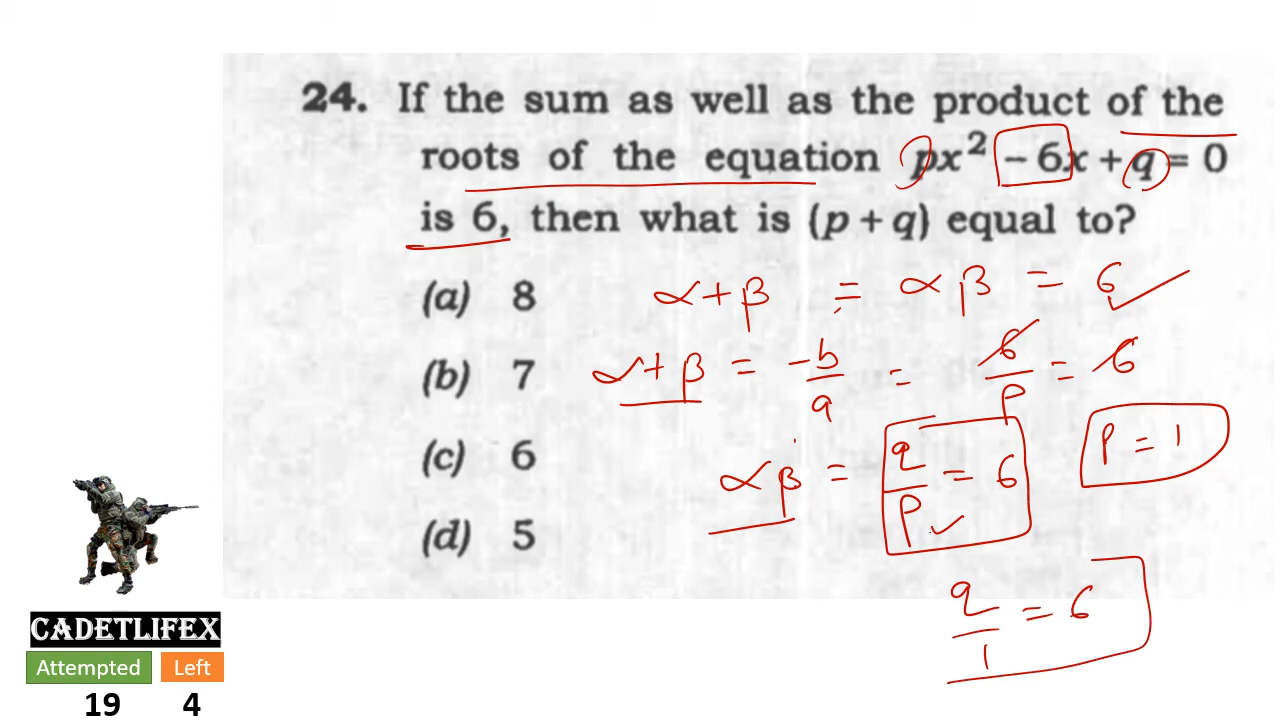 24. If the sum as well as the product of the
roots of the equation px² – 6x + q = 0
is 6, then what is (p + q) equal to?
(a) 8
(b) 7
(c) 6
(d) 5
α + β = αβ = 6 ✓
α + β = -b/a = 6/p = 6
αβ = q/p = 6
p = 1
q/1 = 6
CADETLIFEX
Attempted Left
19 4